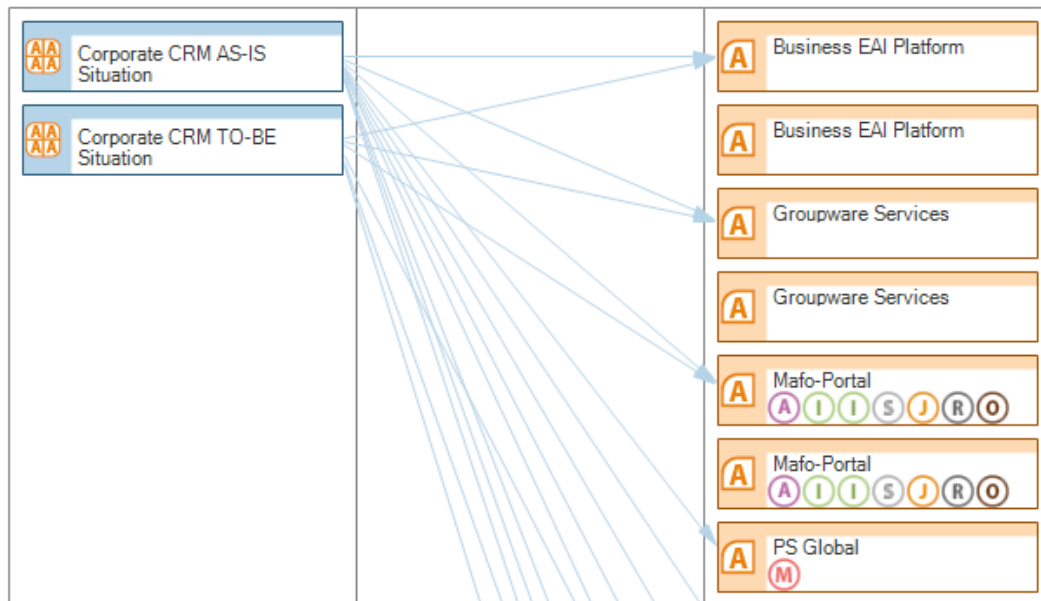 A A
A A
Corporate CRM AS-IS
Situation
A A
A A
Corporate CRM TO-BE
Situation
A
Business EAI Platform
A
Business EAI Platform
A
Groupware Services
A
Groupware Services
A
Mafo-Portal
A I I S J R O
A
Mafo-Portal
A I I S J R O
A
PS Global
M